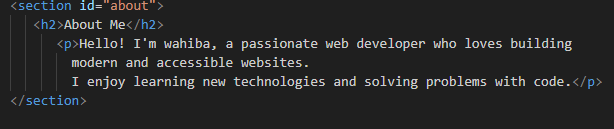 <section id="about">
<h2>About Me</h2>
<p>Hello! I'm wahiba, a passionate web developer who loves building
modern and accessible websites.
I enjoy learning new technologies and solving problems with code.</p>
</section>